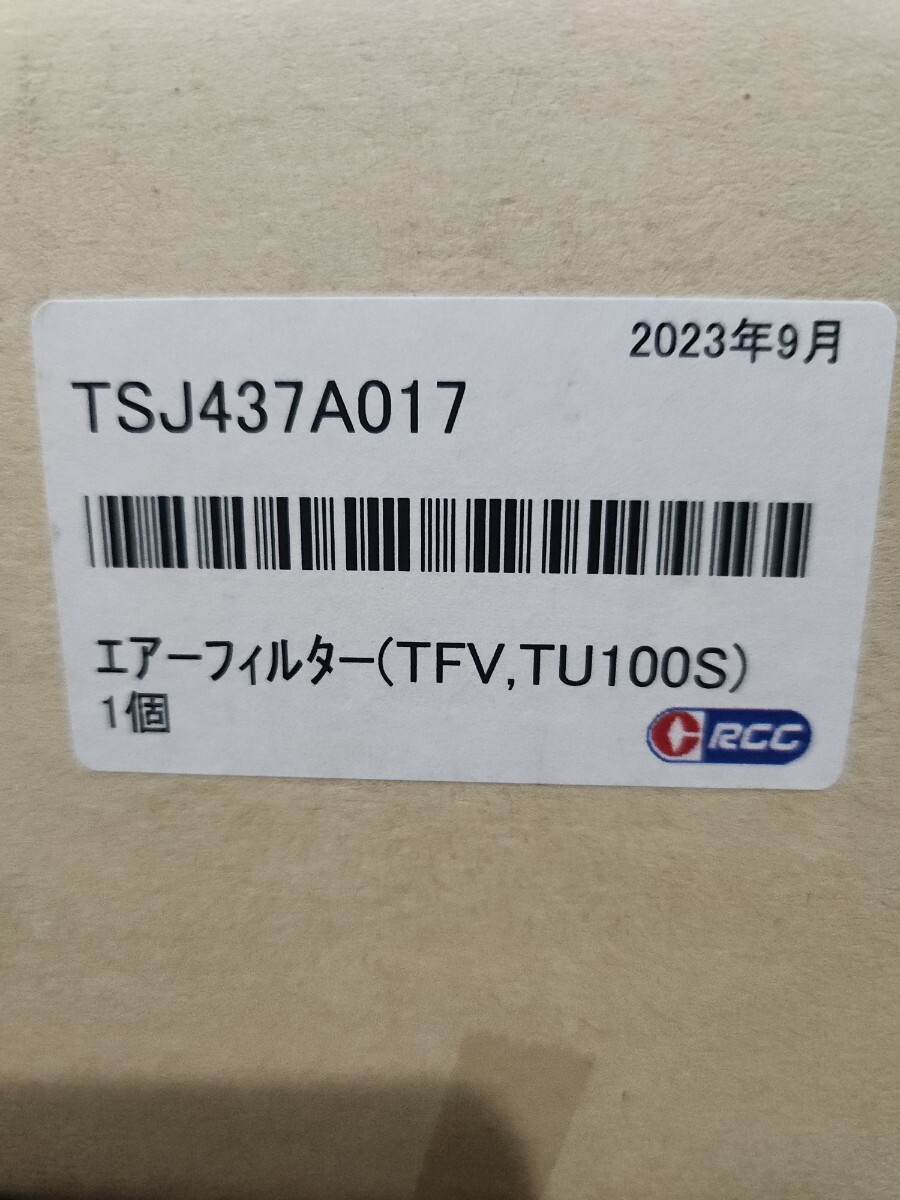 2023年9月
TSJ437A017
エアーフィルター(TFV,TU100S)
1個
RCC